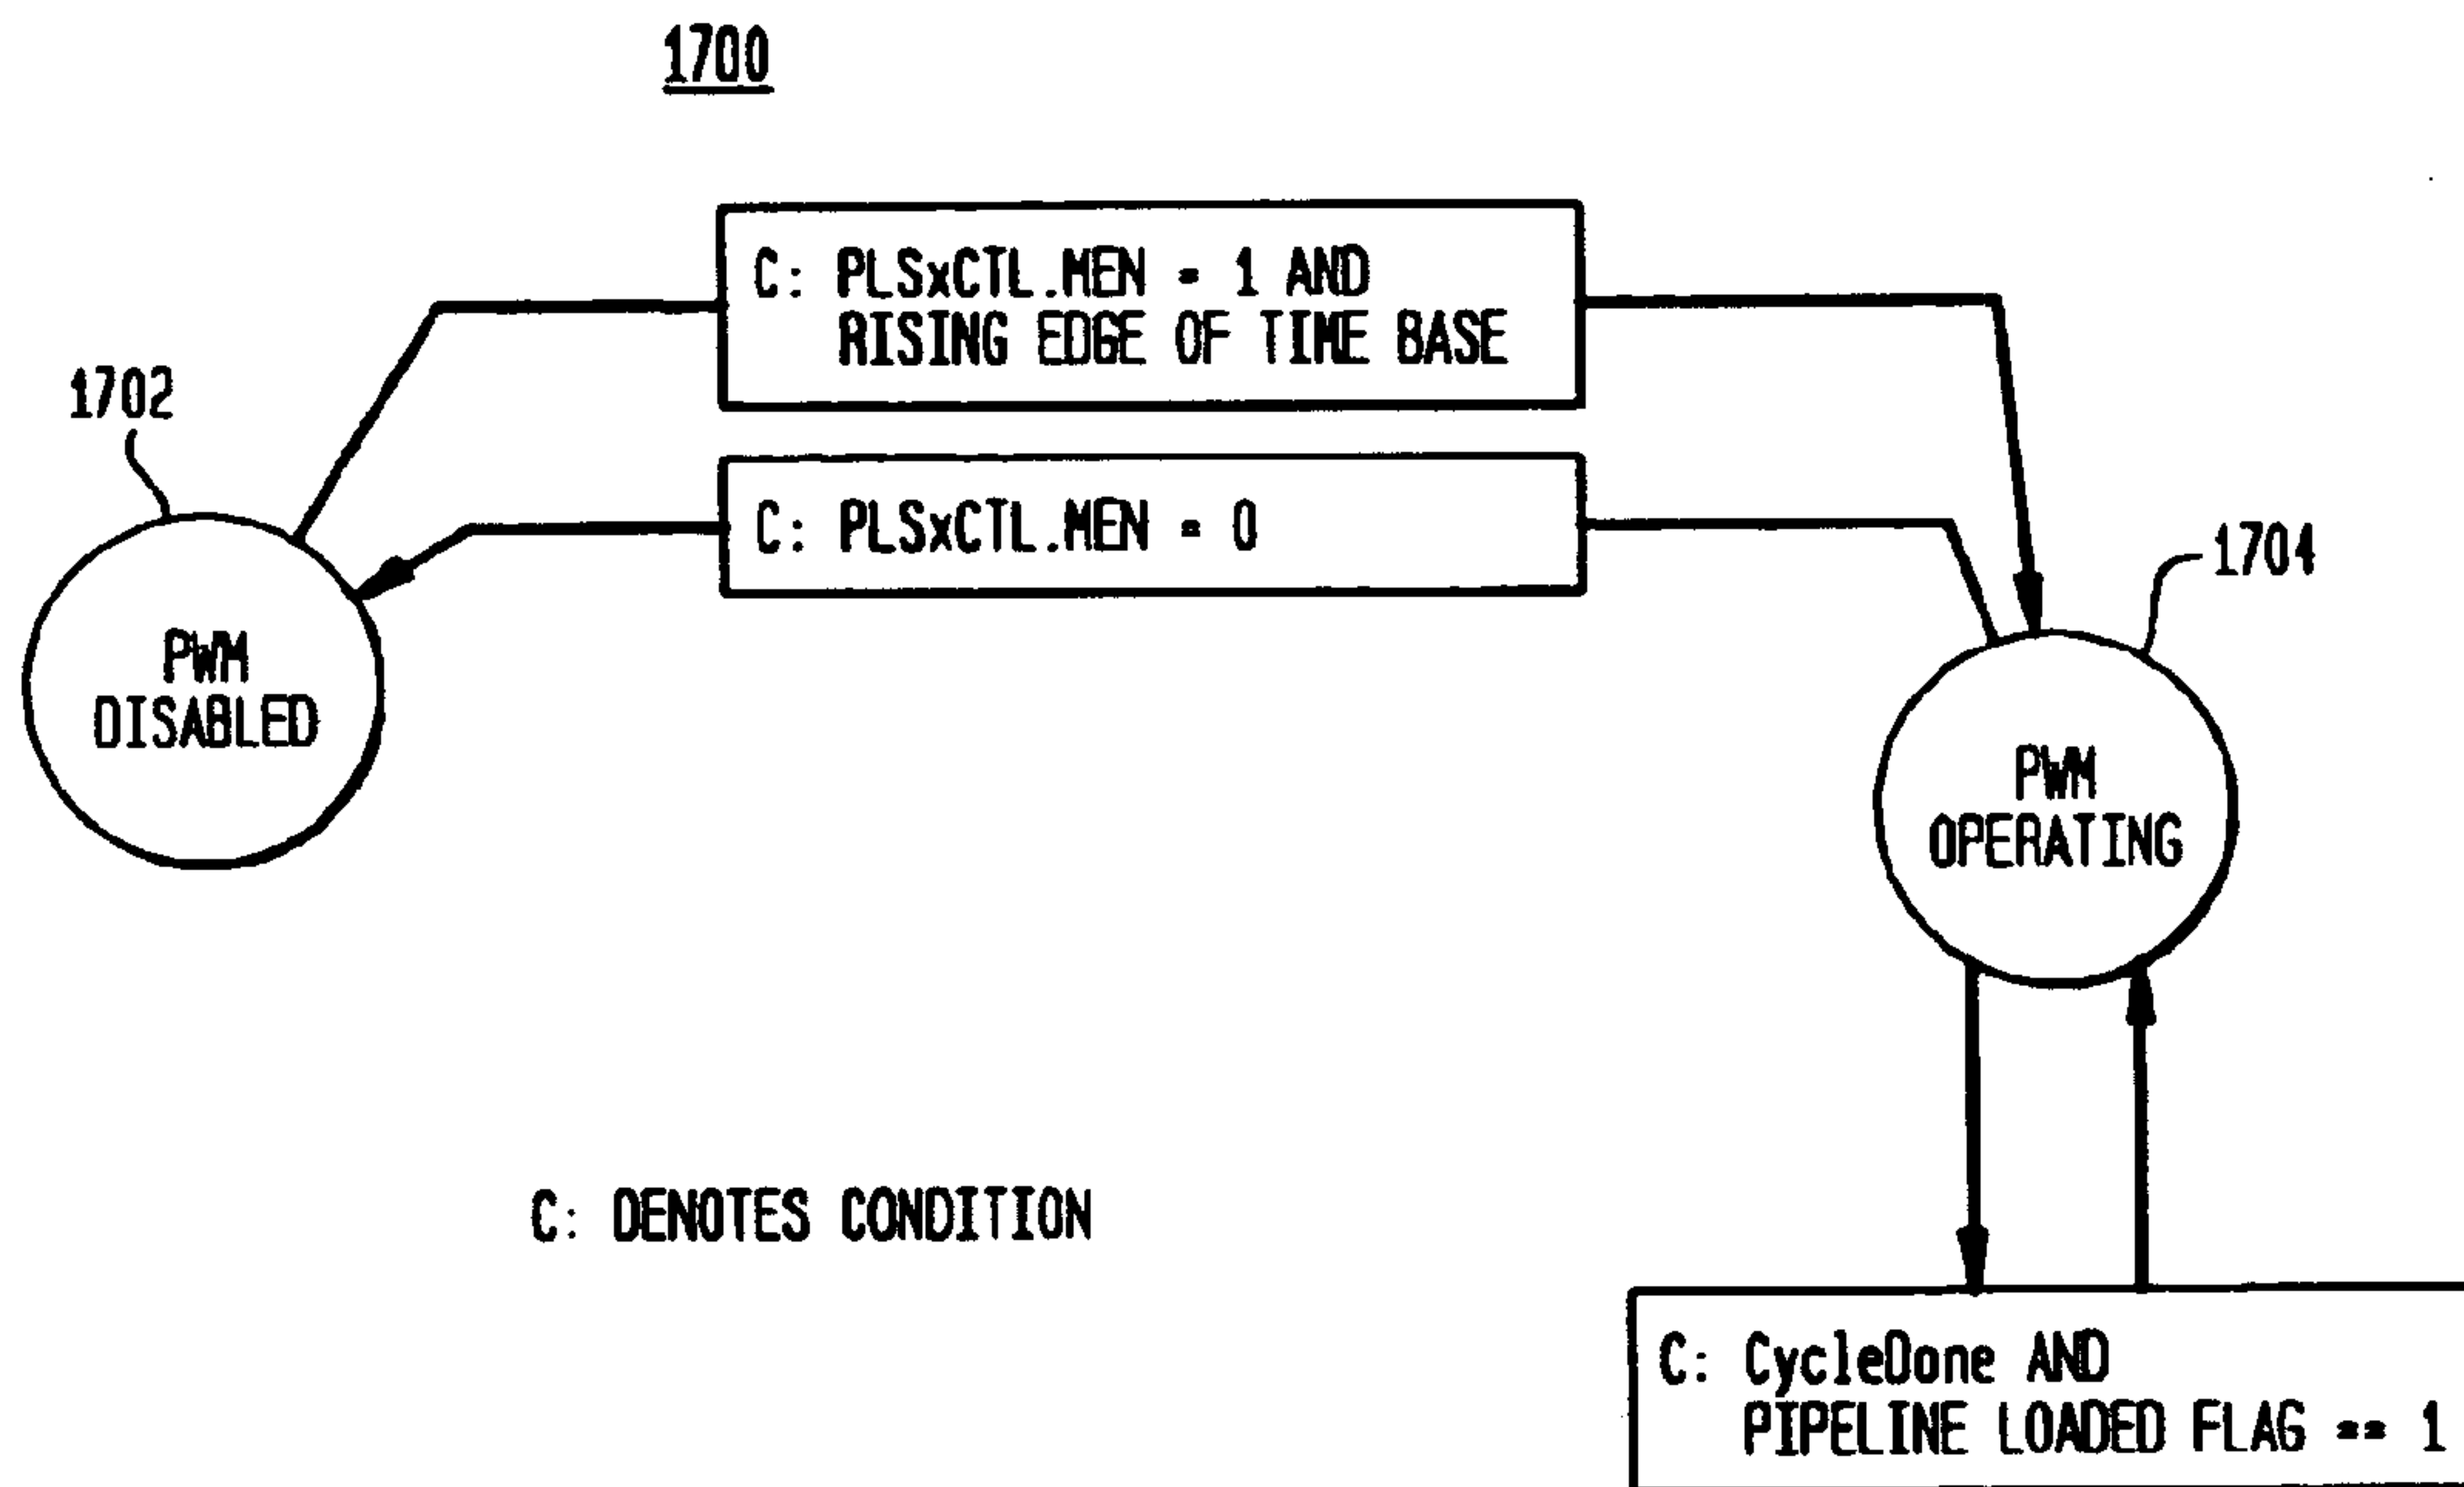 1700
C: PLSxCTL.MEN = 1 AND
RISING EDGE OF TIME BASE
1702
C: PLSxCTL.MEN = 0
1704
PWM
DISABLED
PWM
OPERATING
C: DENOTES CONDITION
C: CycleDone AND
PIPELINE LOADED FLAG == 1